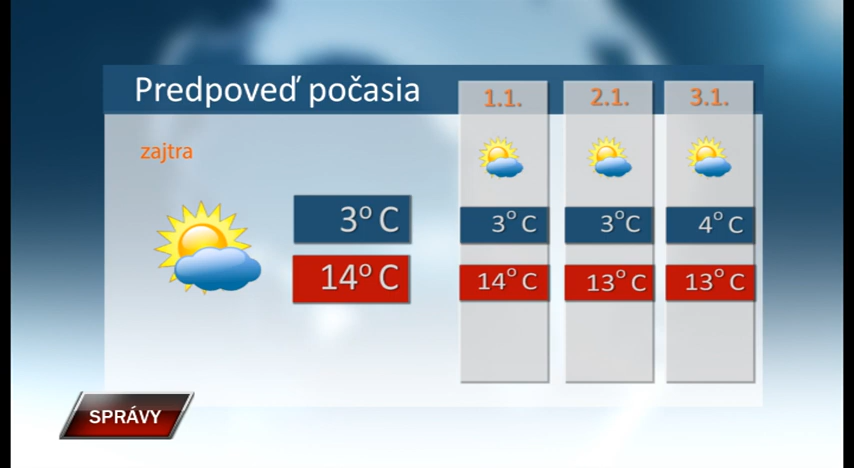 Predpoveď počasia
zajtra
3° C
14° C
1.1.
3° C
14° C
2.1.
3°C
13° C
3.1.
4° C
13° C
SPRÁVY